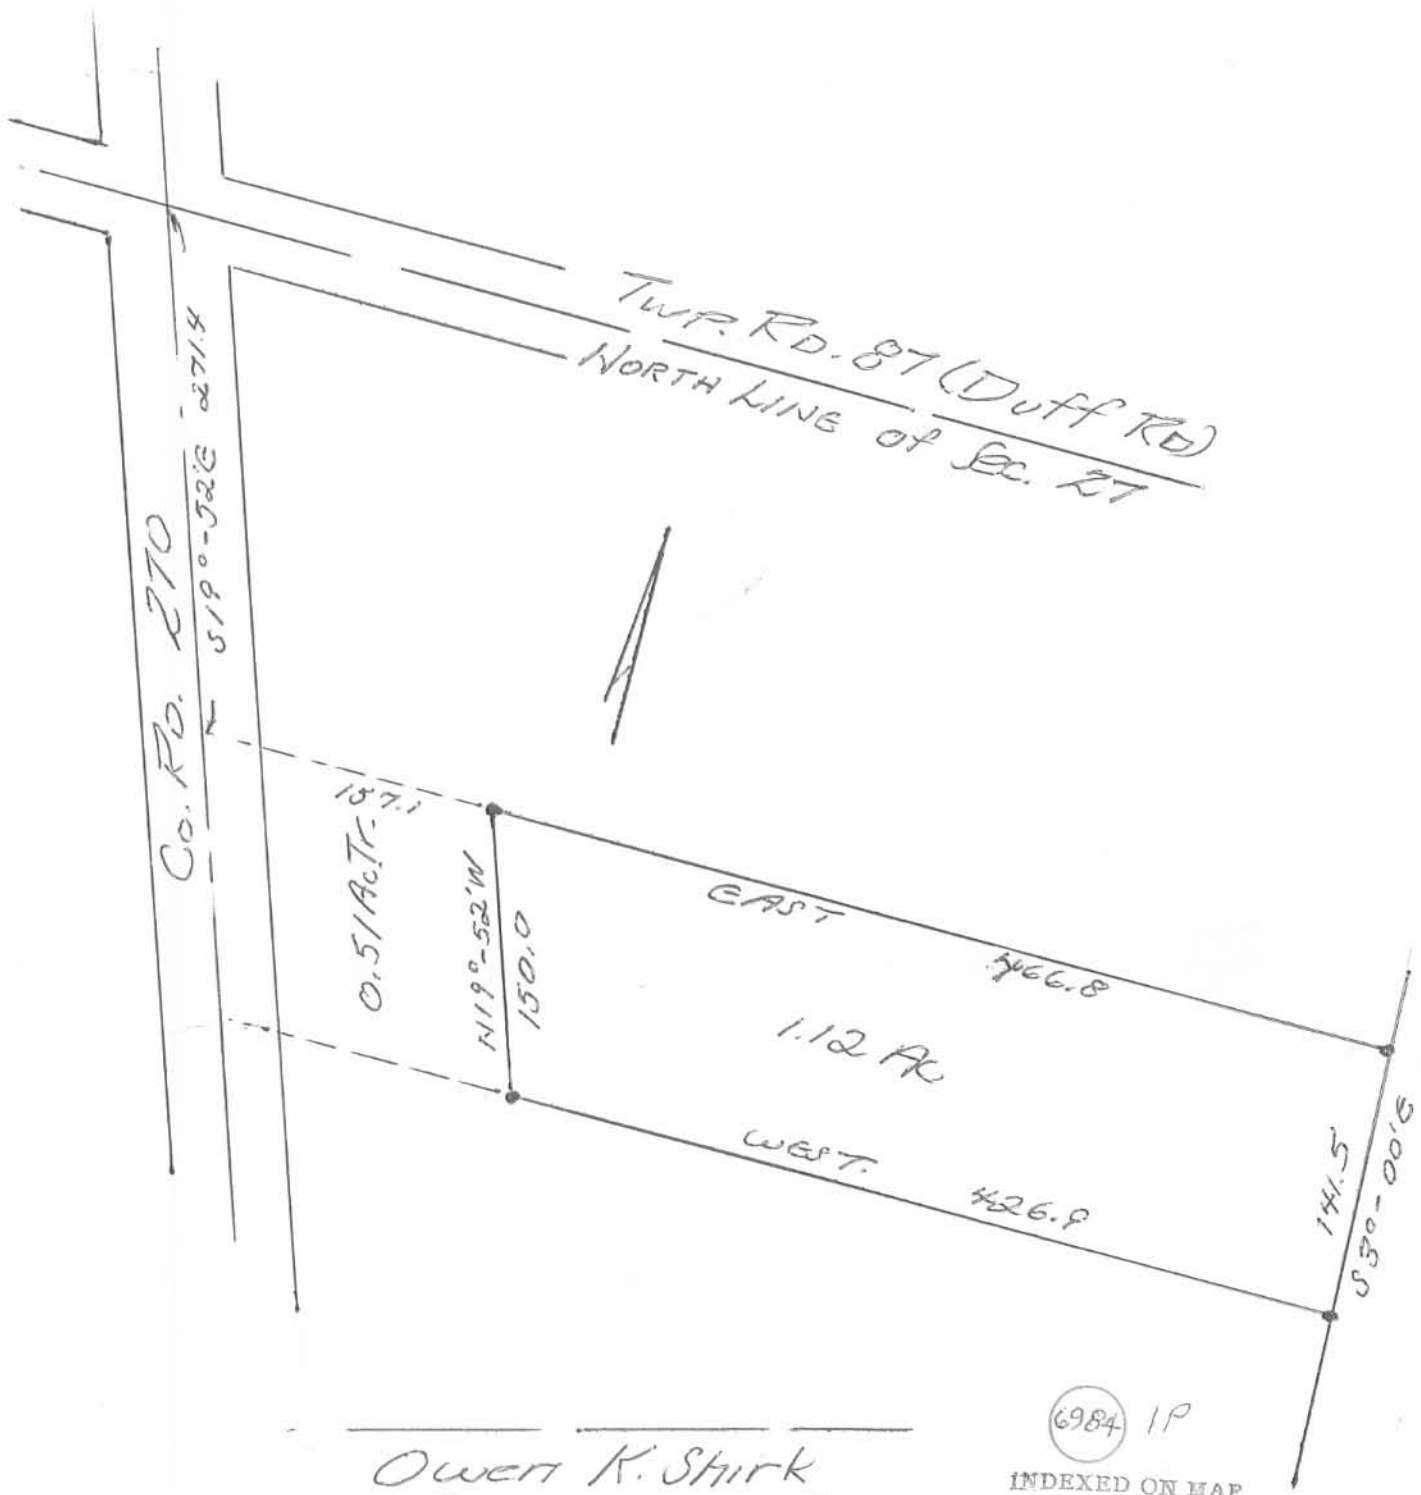 TWP. RD. 87 (Duff RD)
NORTH LINE of Sec. 27
Co. RD. 270
S19°-52'E 271.4
157.1
0.51 Ac. Tr.
N19°-52'W
150.0
EAST
466.8
1.12 Ac
WEST.
426.9
141.5
S3°-00'E
Owen K. Shirk
6984 1P
INDEXED ON MAP